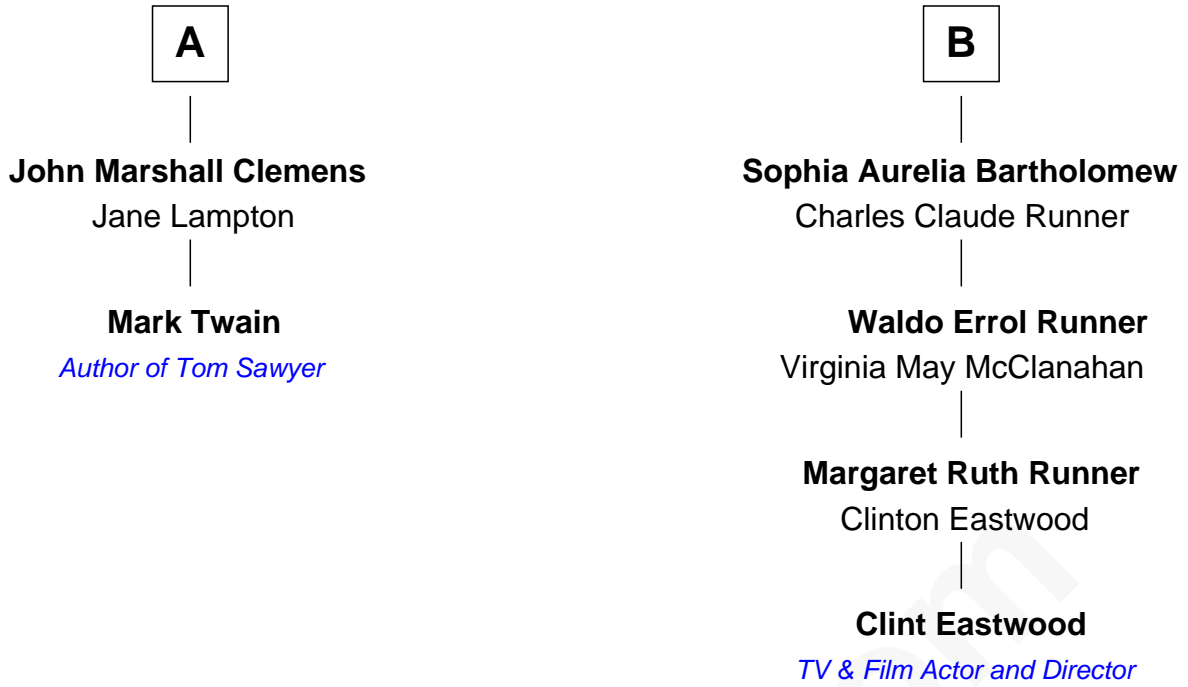 A
John Marshall Clemens
Jane Lampton
Mark Twain
Author of Tom Sawyer
B
Sophia Aurelia Bartholomew
Charles Claude Runner
Waldo Errol Runner
Virginia May McClanahan
Margaret Ruth Runner
Clinton Eastwood
Clint Eastwood
TV & Film Actor and Director